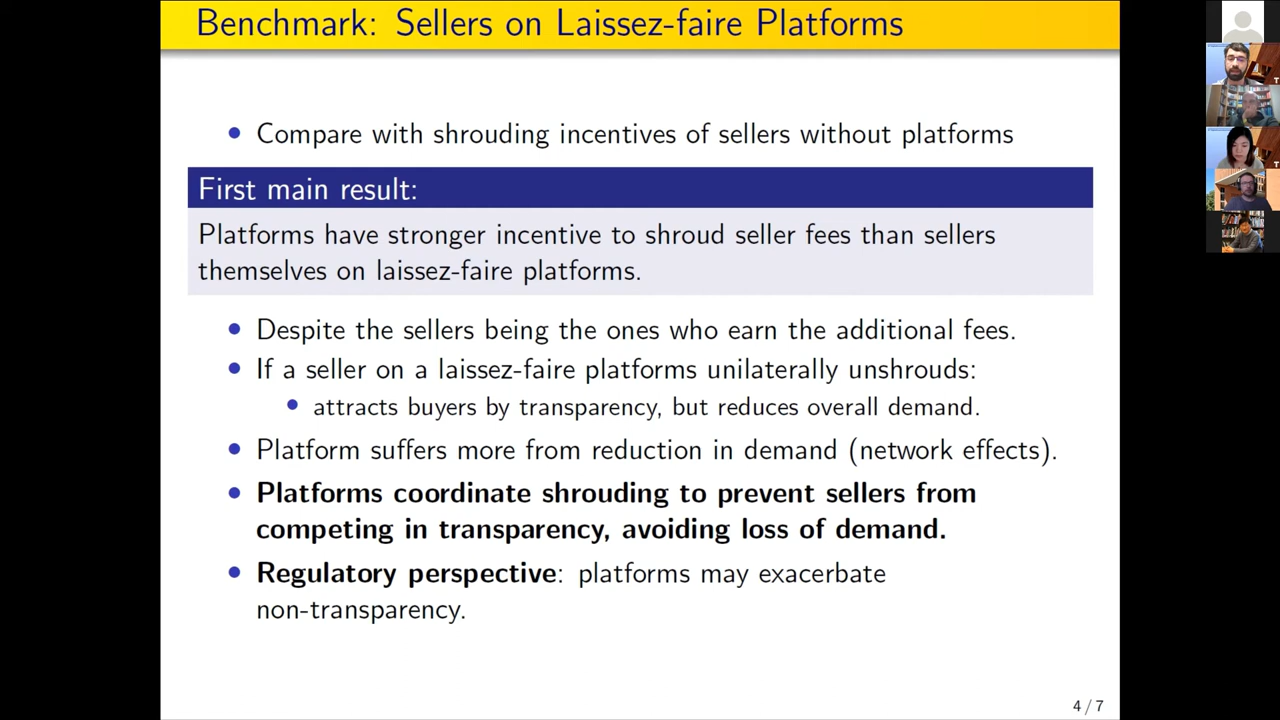 Benchmark: Sellers on Laissez-faire Platforms
• Compare with shrouding incentives of sellers without platforms
First main result:
Platforms have stronger incentive to shroud seller fees than sellers
themselves on laissez-faire platforms.
• Despite the sellers being the ones who earn the additional fees.
• If a seller on a laissez-faire platforms unilaterally unshrouds:
• attracts buyers by transparency, but reduces overall demand.
• Platform suffers more from reduction in demand (network effects).
• Platforms coordinate shrouding to prevent sellers from
competing in transparency, avoiding loss of demand.
• Regulatory perspective: platforms may exacerbate
non-transparency.
4 / 7